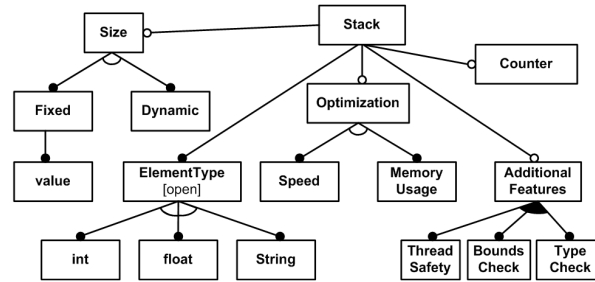 Size
Stack
Counter
Fixed
Dynamic
Optimization
value
ElementType
[open]
Speed
Memory
Usage
Additional
Features
int
float
String
Thread
Safety
Bounds
Check
Type
Check